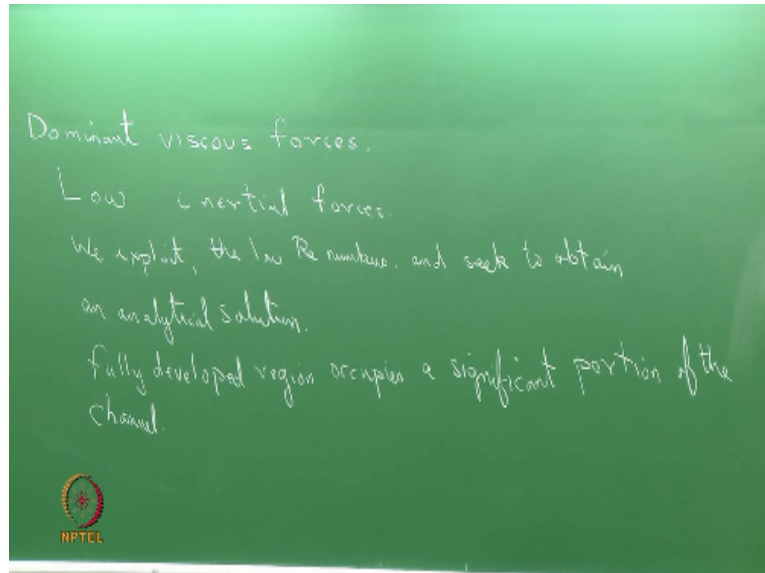 Dominant viscous forces.
Low inertial forces.
We exploit, the low Re numbers, and seek to obtain
an analytical solution.
fully developed region occupies a significant portion of the
channel.
NPTEL